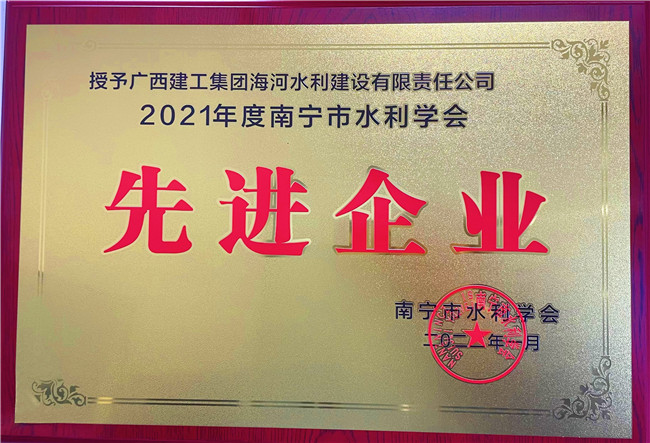 授予广西建工集团海河水利建设有限责任公司
2021年度南宁市水利学会
先进企业
南宁市水利学会
二〇二二年一月